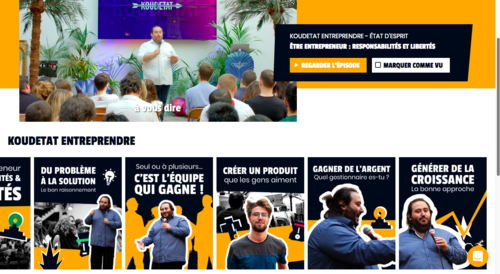 KOUDETAT
à vous dire
KOUDETAT ENTREPRENDRE - ÉTAT D'ESPRIT
ÊTRE ENTREPRENEUR : RESPONSABILITÉS ET LIBERTÉS
REGARDER L'ÉPISODE
MARQUER COMME VU
KOUDETAT ENTREPRENDRE
eneur
ITÉS &
TÉS
DU PROBLÈME
À LA SOLUTION
Le bon raisonnement
Seul ou à plusieurs...
C'EST L'ÉQUIPE
QUI GAGNE !
CRÉER UN PRODUIT
que les gens aiment
GAGNER DE L'ARGENT
Quel gestionnaire es-tu ?
GÉNÉRER DE LA
CROISSANCE
La bonne approche